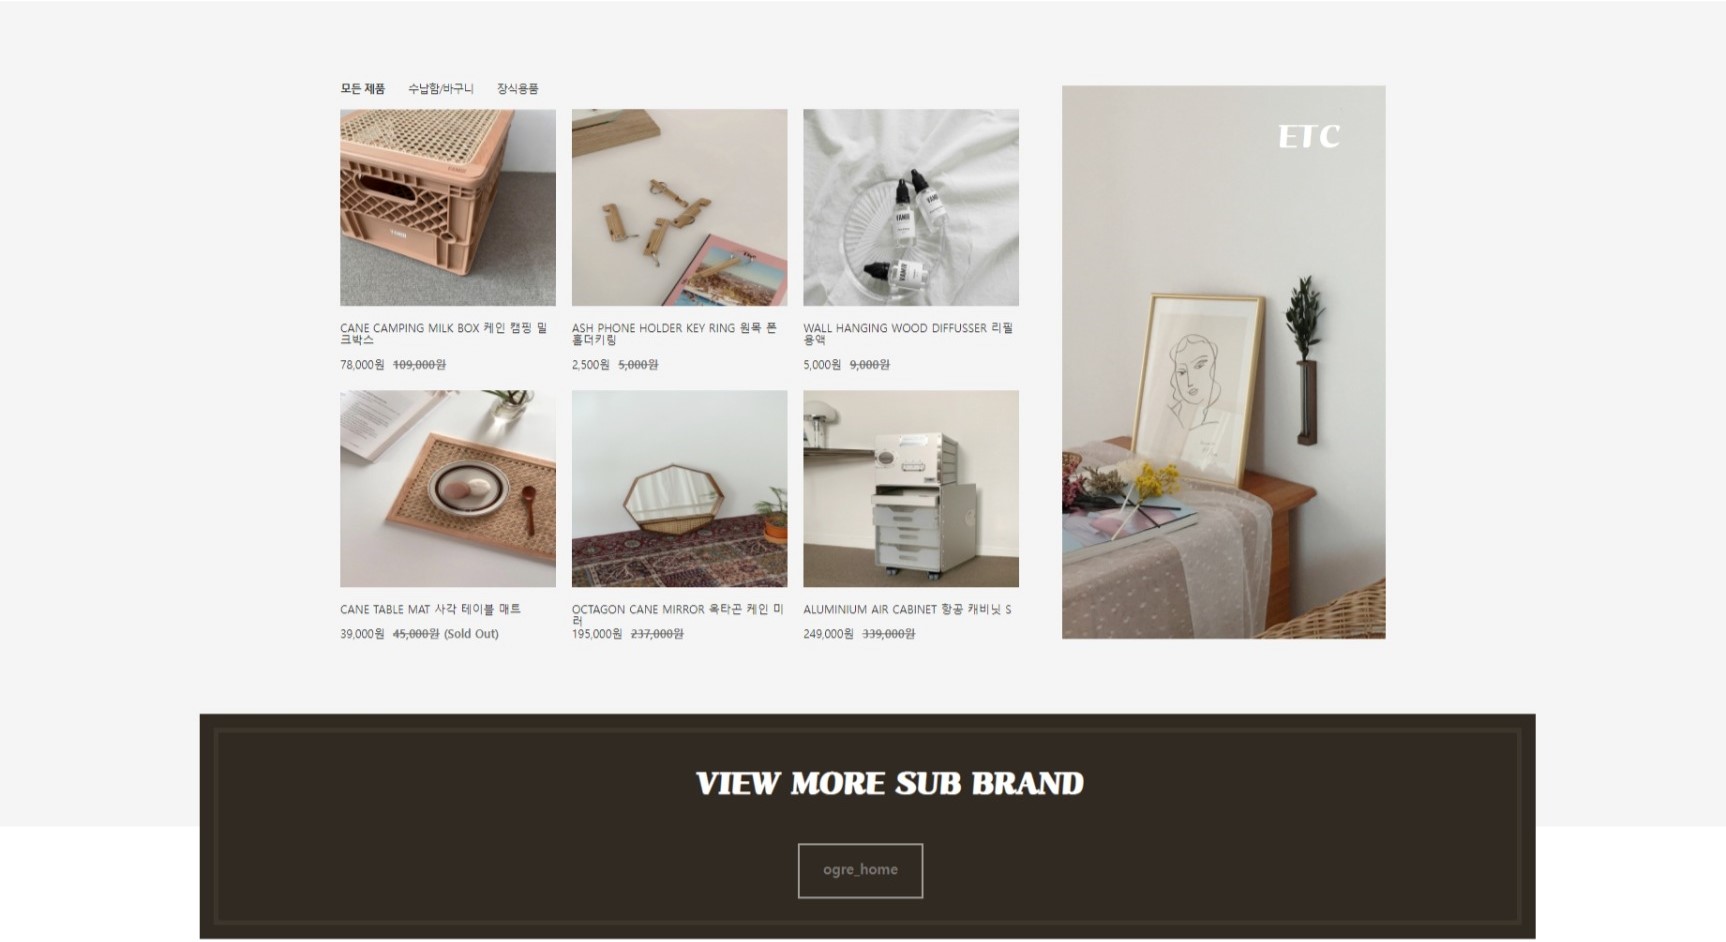 모든 제품 수납함/바구니 장식용품
ETC
CANE CAMPING MILK BOX 케인 캠핑 밀
크박스
78,000원 109,000원
ASH PHONE HOLDER KEY RING 원목 폰
홀더키링
2,500원 5,000원
WALL HANGING WOOD DIFFUSSER 리필
용액
5,000원 9,000원
CANE TABLE MAT 사각 테이블 매트
39,000원 45,000원 (Sold Out)
OCTAGON CANE MIRROR 옥타곤 케인 미
러
195,000원 237,000원
ALUMINIUM AIR CABINET 항공 캐비닛 S
249,000원 339,000원
VIEW MORE SUB BRAND
ogre_home